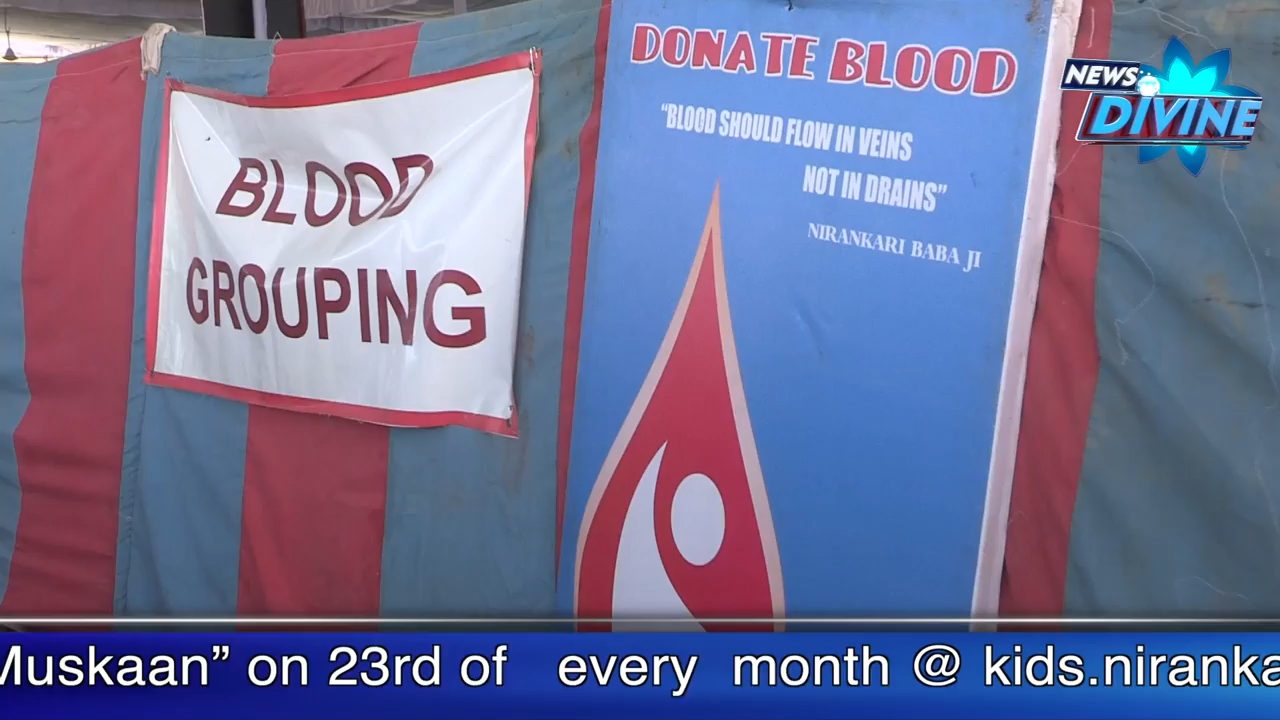 BLOOD
GROUPING
DONATE BLOOD
"BLOOD SHOULD FLOW IN VEINS
NOT IN DRAINS"
NIRANKARI BABA JI
NEWS
DIVINE
Muskaan” on 23rd of every month @ kids.niranka